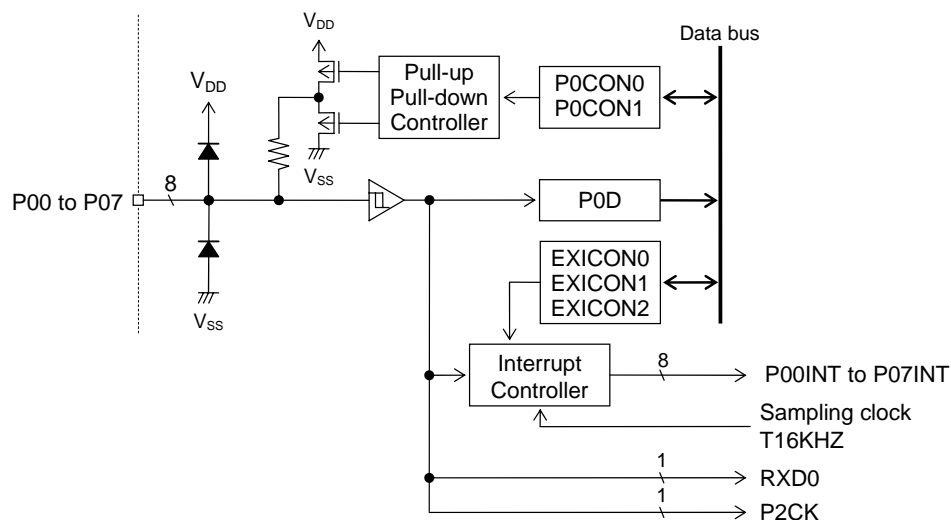 Data bus
VDD
VDD
Pull-up
Pull-down
Controller
P0CON0
P0CON1
VSS
P00 to P07
8
P0D
EXICON0
EXICON1
EXICON2
VSS
Interrupt
Controller
8
P00INT to P07INT
Sampling clock
T16KHZ
1
RXD0
1
P2CK